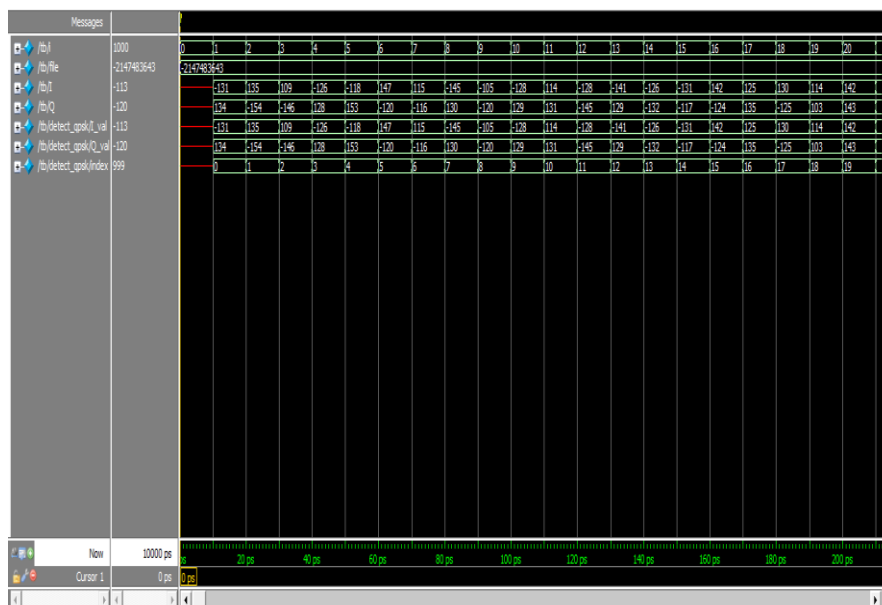 Messages
/tb/i 1000 0 1 2 3 4 5 6 7 8 9 10 11 12 13 14 15 16 17 18 19 20
/tb/file -2147483643 -2147483643
/tb/I -113 -131 135 109 -126 -118 147 115 -145 -105 -128 114 -128 -141 -126 -131 142 125 130 114 142
/tb/Q -120 134 -154 -146 128 153 -120 -116 130 -120 129 131 -145 129 -132 -117 -124 135 -125 103 143
/tb/detect_qpsk/I_val -113 -131 135 109 -126 -118 147 115 -145 -105 -128 114 -128 -141 -126 -131 142 125 130 114 142
/tb/detect_qpsk/Q_val -120 134 -154 -146 128 153 -120 -116 130 -120 129 131 -145 129 -132 -117 -124 135 -125 103 143
/tb/detect_qpsk/index 999 0 1 2 3 4 5 6 7 8 9 10 11 12 13 14 15 16 17 18 19
Now 10000 ps ps 20 ps 40 ps 60 ps 80 ps 100 ps 120 ps 140 ps 160 ps 180 ps 200 ps
Cursor 1 0 ps 0 ps